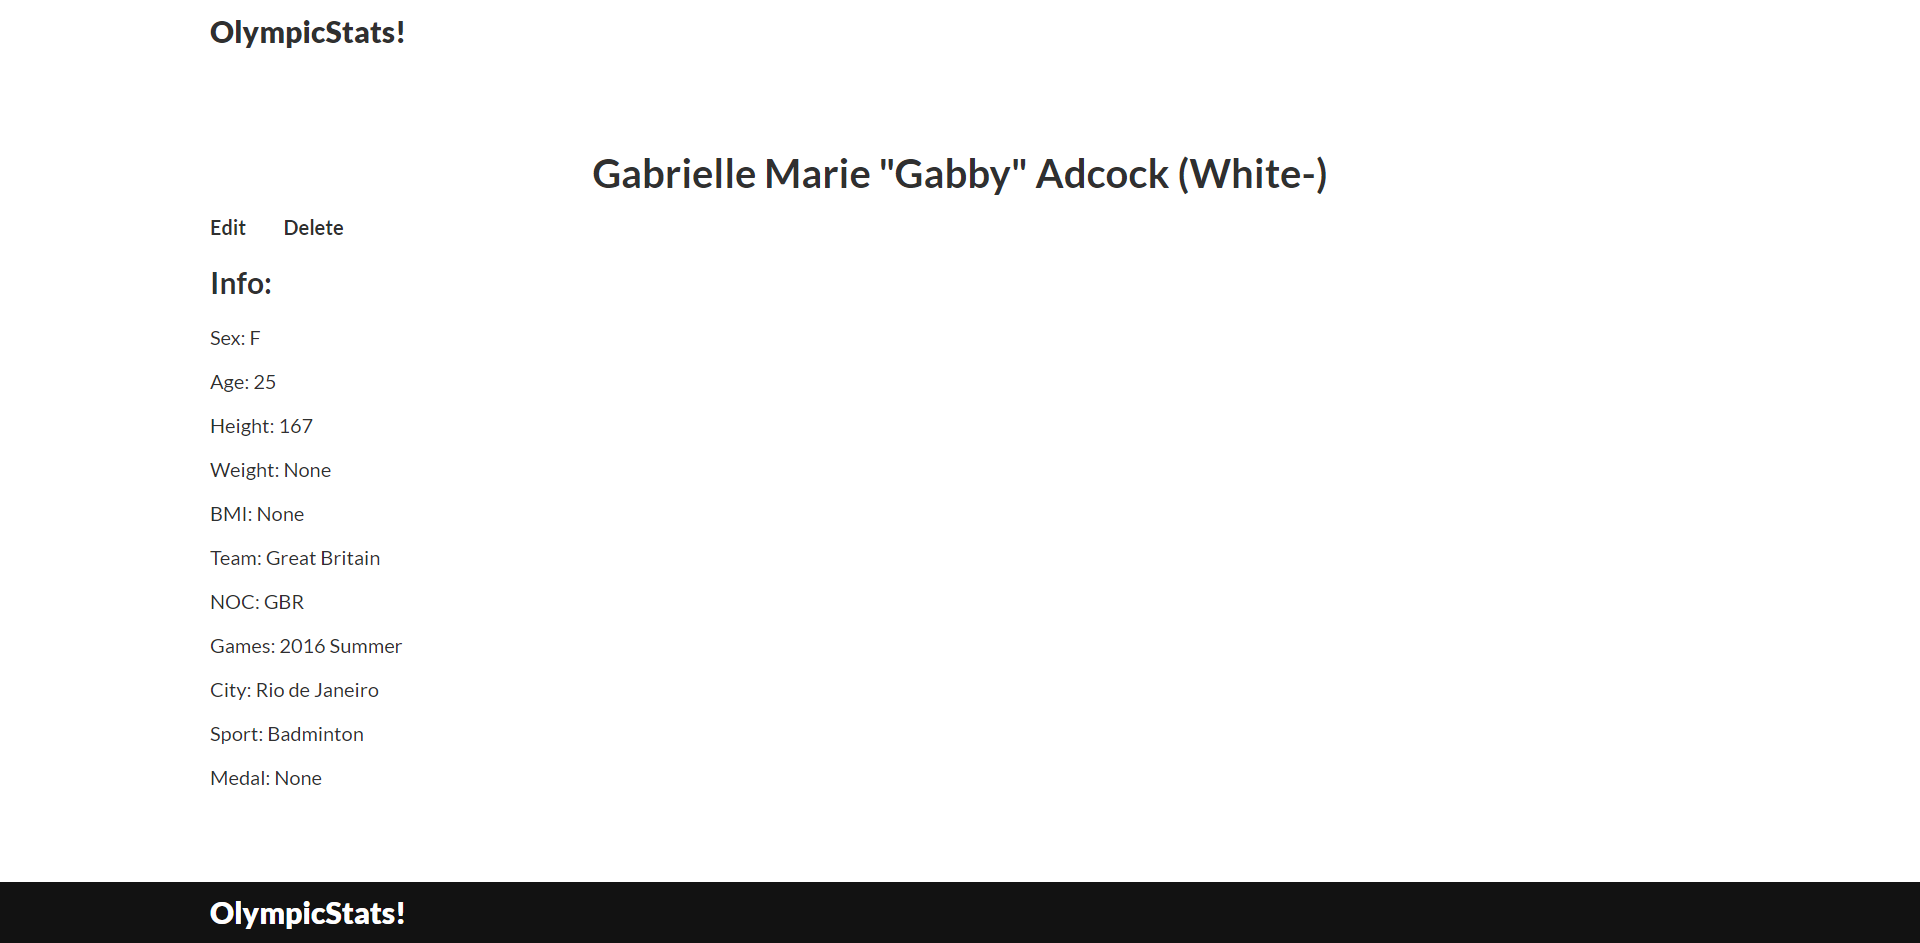 OlympicStats!
Gabrielle Marie "Gabby" Adcock (White-)
Edit Delete
Info:
Sex: F
Age: 25
Height: 167
Weight: None
BMI: None
Team: Great Britain
NOC: GBR
Games: 2016 Summer
City: Rio de Janeiro
Sport: Badminton
Medal: None
OlympicStats!